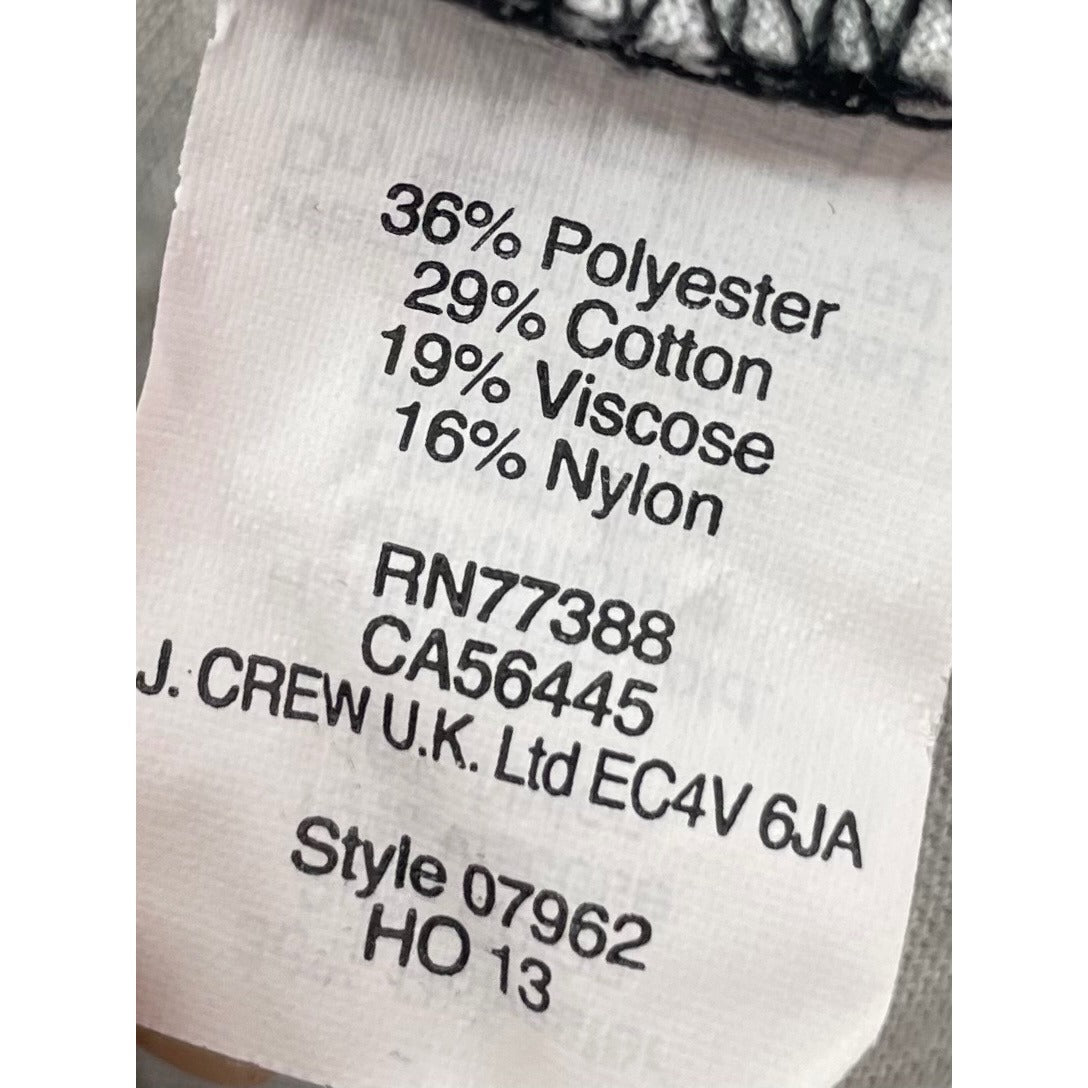 36% Polyester
29% Cotton
19% Viscose
16% Nylon
RN77388
CA56445
J. CREW U.K. Ltd EC4V 6JA
Style 07962
HO 13